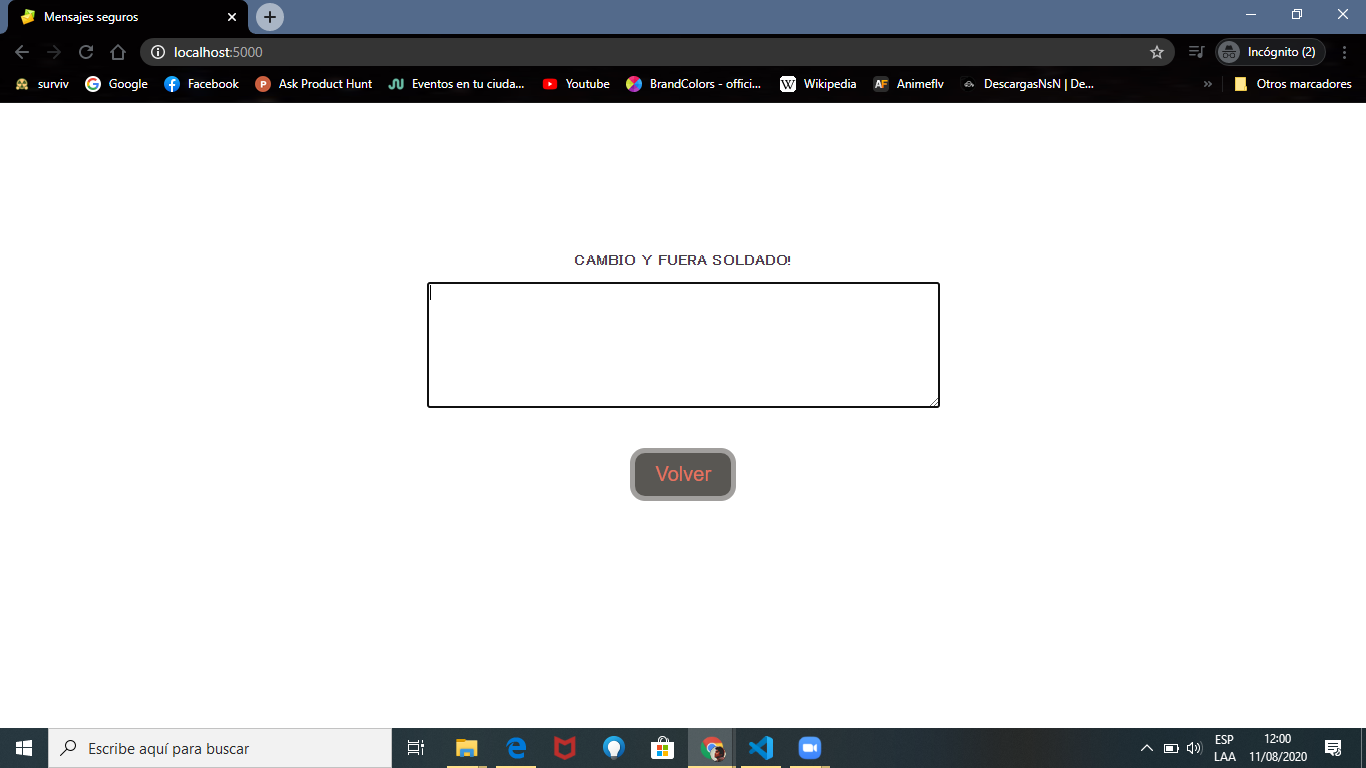 Mensajes seguros
localhost:5000
Incógnito (2)
surviv
Google
Facebook
Ask Product Hunt
Eventos en tu ciuda...
Youtube
BrandColors - offici...
Wikipedia
Animeflv
DescargasNsN | De...
Otros marcadores
CAMBIO Y FUERA SOLDADO!
Volver
Escribe aquí para buscar
ESP
LAA
12:00
11/08/2020